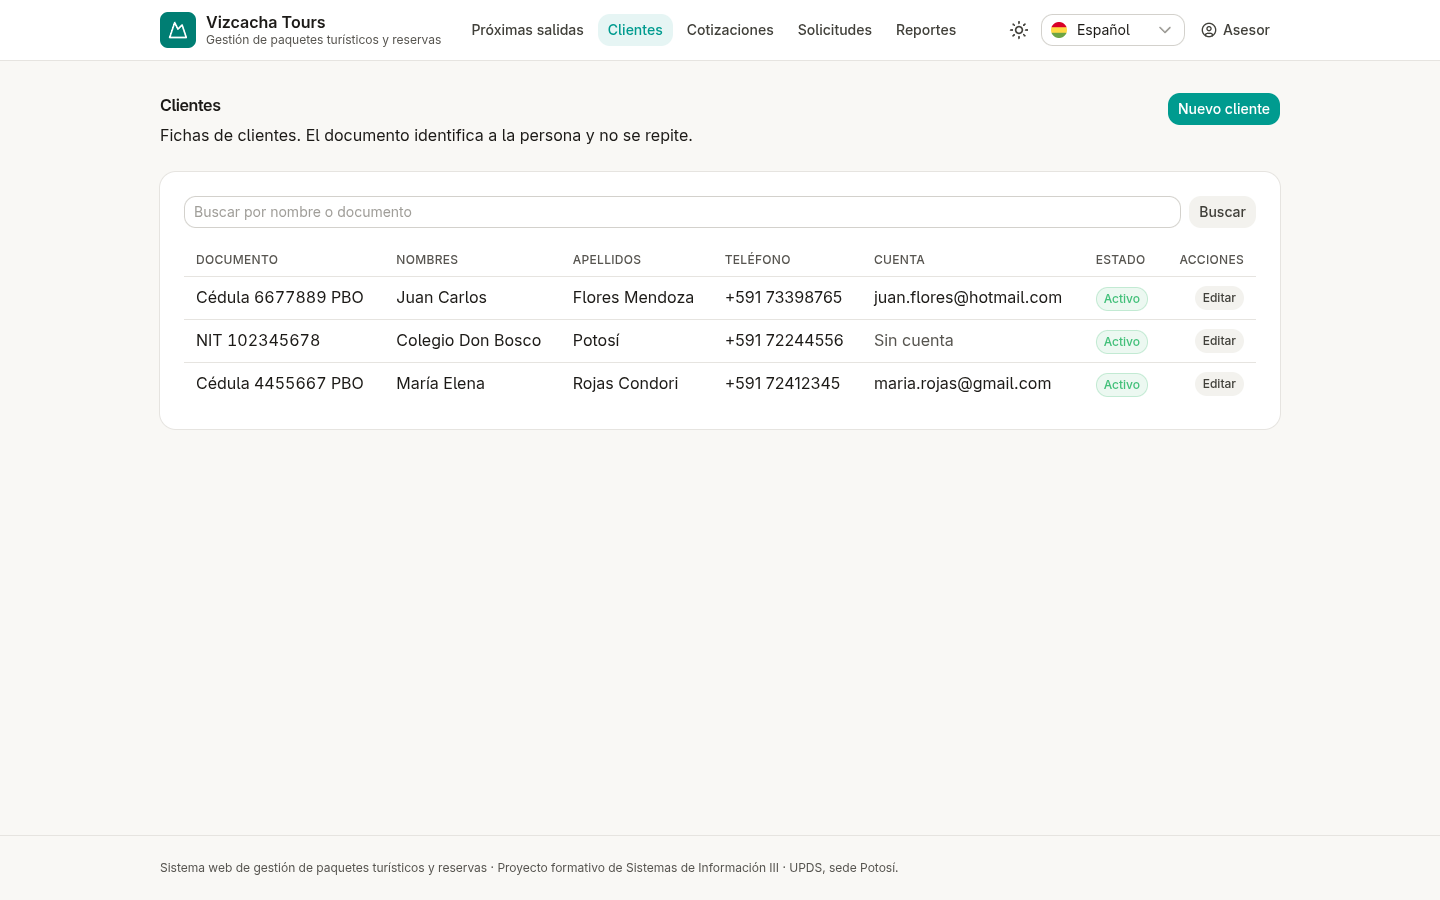 Vizcacha Tours
Gestión de paquetes turísticos y reservas
Próximas salidas Clientes Cotizaciones Solicitudes Reportes Español Asesor
Clientes
Nuevo cliente
Fichas de clientes. El documento identifica a la persona y no se repite.
Buscar por nombre o documento Buscar
DOCUMENTO NOMBRES APELLIDOS TELÉFONO CUENTA ESTADO ACCIONES
Cédula 6677889 PBO Juan Carlos Flores Mendoza +591 73398765 juan.flores@hotmail.com Activo Editar
NIT 102345678 Colegio Don Bosco Potosí +591 72244556 Sin cuenta Activo Editar
Cédula 4455667 PBO María Elena Rojas Condori +591 72412345 maria.rojas@gmail.com Activo Editar
Sistema web de gestión de paquetes turísticos y reservas · Proyecto formativo de Sistemas de Información III · UPDS, sede Potosí.